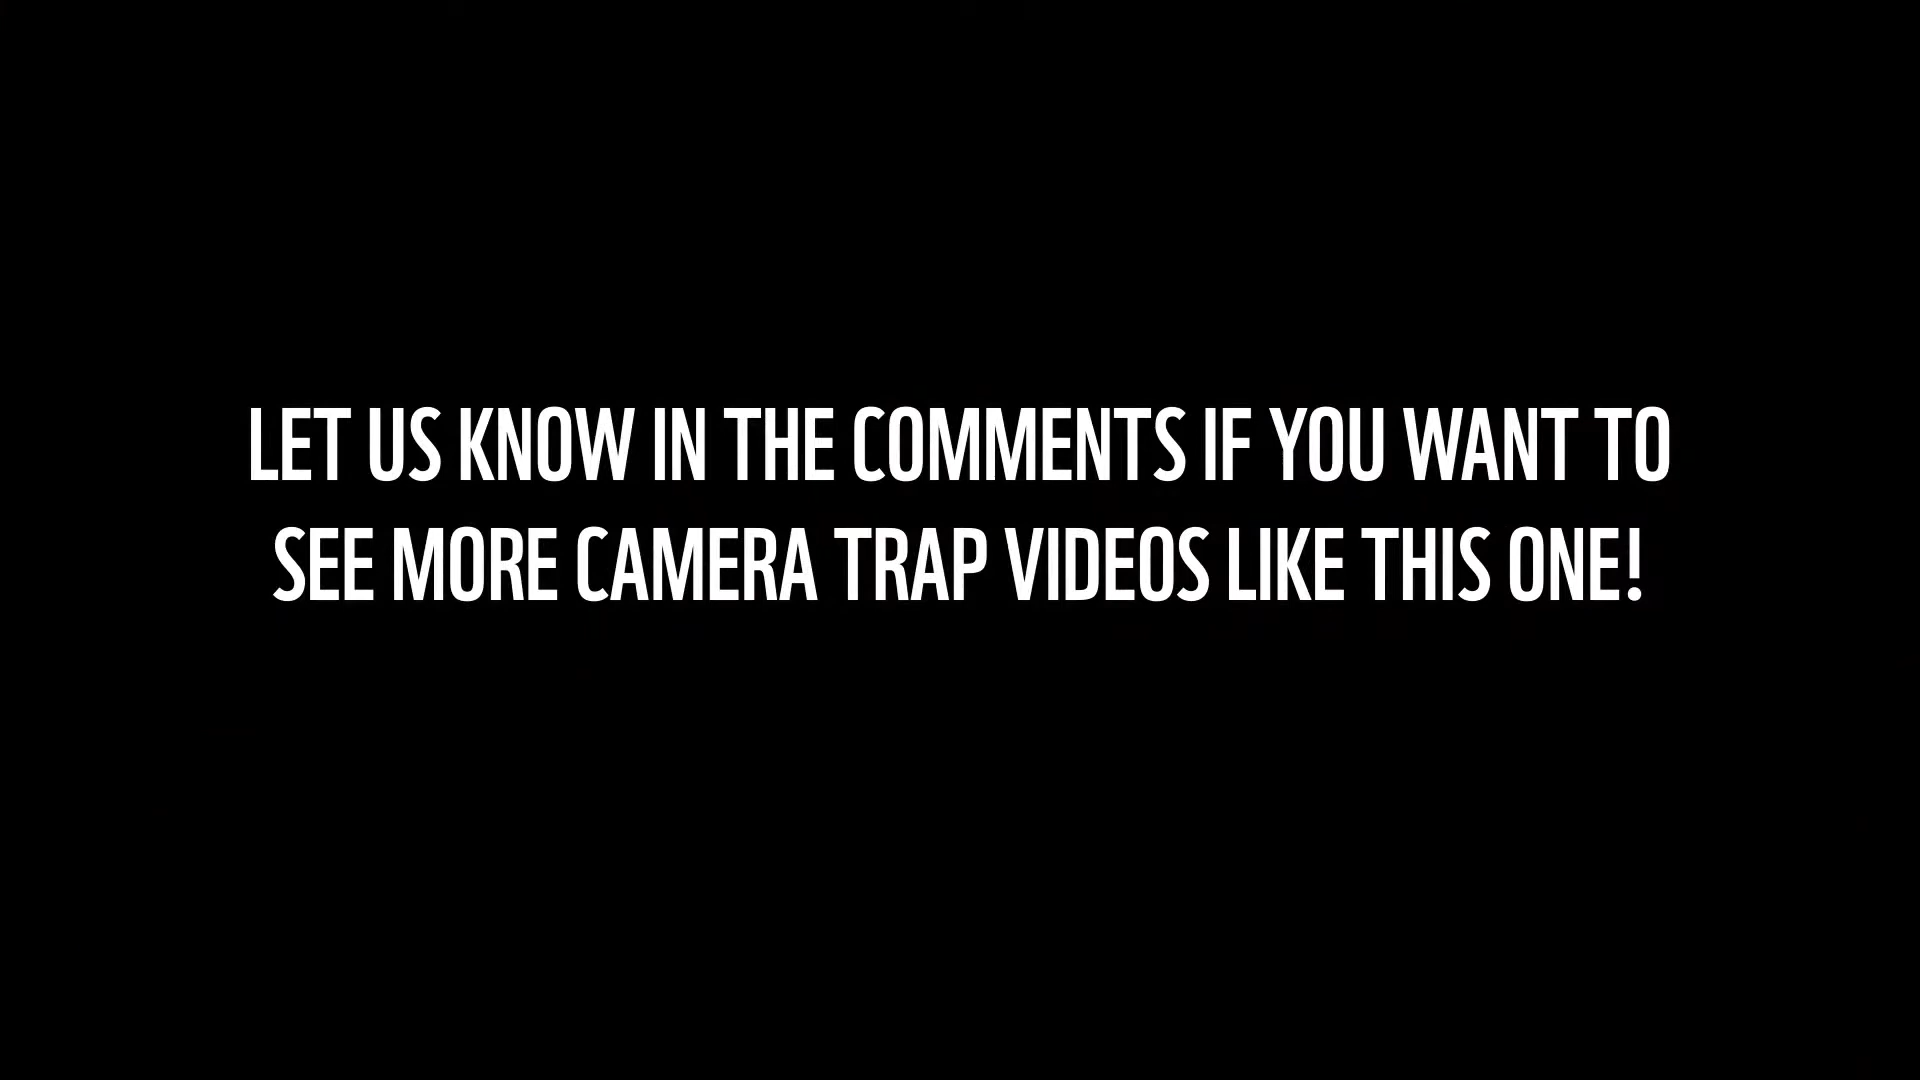 LET US KNOW IN THE COMMENTS IF YOU WANT TO
SEE MORE CAMERA TRAP VIDEOS LIKE THIS ONE!